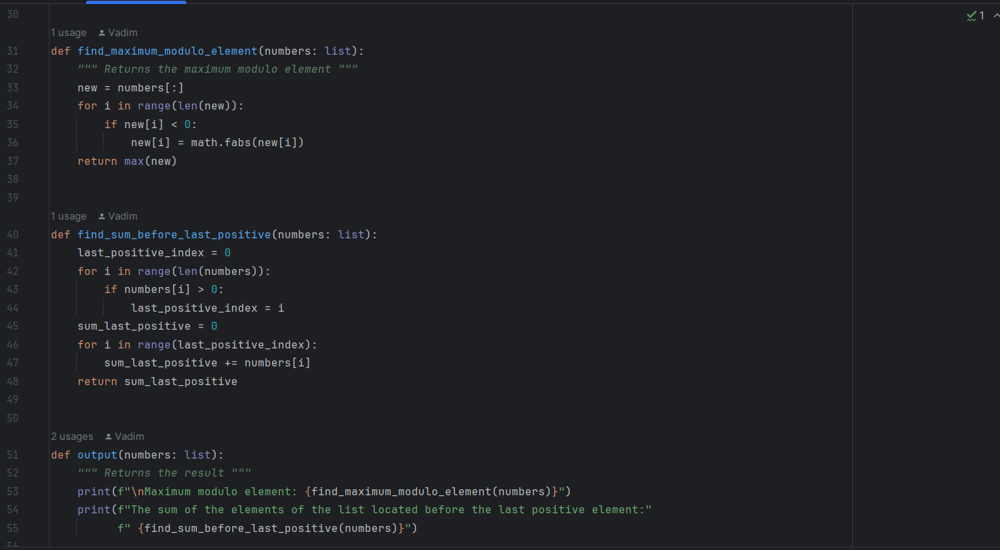 30
1 usage Vadim
31 def find_maximum_modulo_element(numbers: list):
32     """ Returns the maximum modulo element """
33     new = numbers[:]
34     for i in range(len(new)):
35         if new[i] < 0:
36             new[i] = math.fabs(new[i])
37     return max(new)
38
39
1 usage Vadim
40 def find_sum_before_last_positive(numbers: list):
41     last_positive_index = 0
42     for i in range(len(numbers)):
43         if numbers[i] > 0:
44             last_positive_index = i
45     sum_last_positive = 0
46     for i in range(last_positive_index):
47         sum_last_positive += numbers[i]
48     return sum_last_positive
49
50
2 usages Vadim
51 def output(numbers: list):
52     """ Returns the result """
53     print(f"\nMaximum modulo element: {find_maximum_modulo_element(numbers)}")
54     print(f"The sum of the elements of the list located before the last positive element:"
55           f" {find_sum_before_last_positive(numbers)}")
56
1